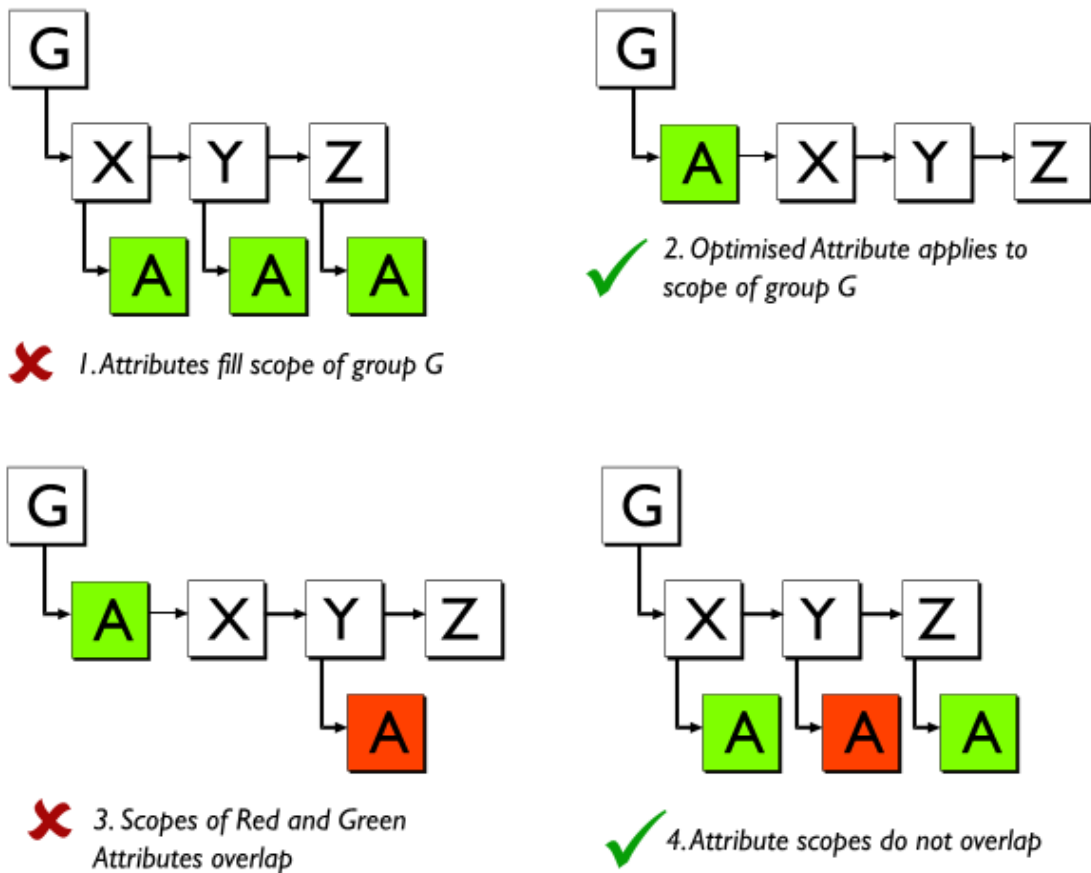 G
X Y Z
A A A
1. Attributes fill scope of group G
G
A X Y Z
2. Optimised Attribute applies to
scope of group G
G
A X Y Z
A
3. Scopes of Red and Green
Attributes overlap
G
X Y Z
A A A
4. Attribute scopes do not overlap